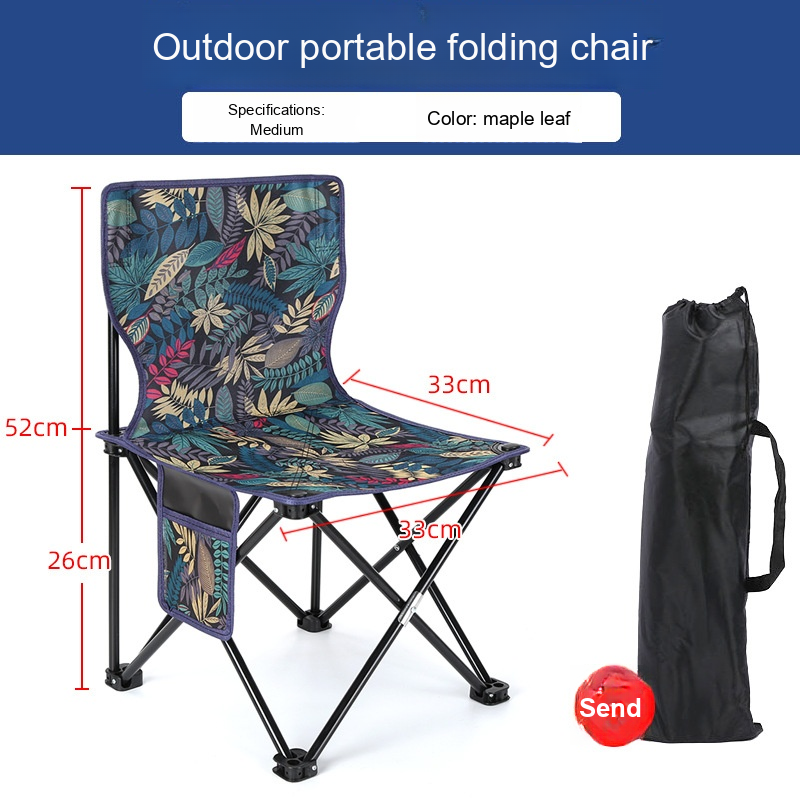 Outdoor portable folding chair
Specifications:
Medium
Color: maple leaf
33cm
52cm
33cm
26cm
Send